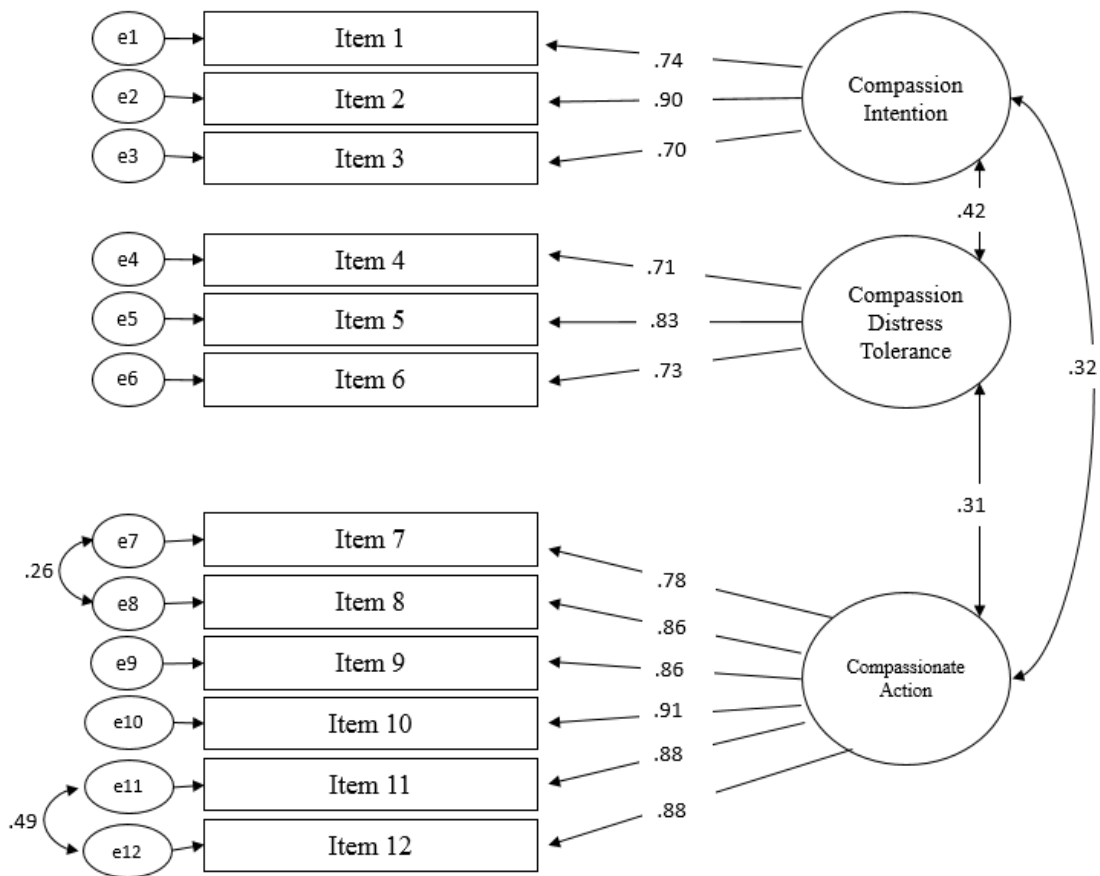 e1
Item 1
.74
Compassion
Intention
e2
Item 2
.90
e3
Item 3
.70
.42
e4
Item 4
.71
Compassion
Distress
Tolerance
e5
Item 5
.83
e6
Item 6
.73
.32
.31
e7
Item 7
.78
.26
e8
Item 8
.86
e9
Item 9
.86
Compassionate
Action
e10
Item 10
.91
e11
Item 11
.88
.49
e12
Item 12
.88